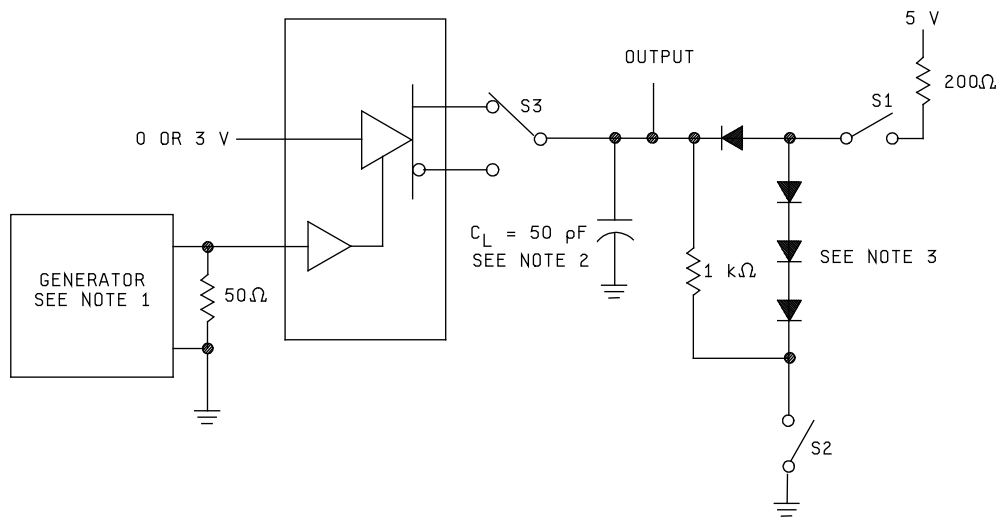 5 V
200Ω
OUTPUT
S1
S3
0 OR 3 V
CL = 50 pF
SEE NOTE 2
1 kΩ
SEE NOTE 3
GENERATOR
SEE NOTE 1
50Ω
S2